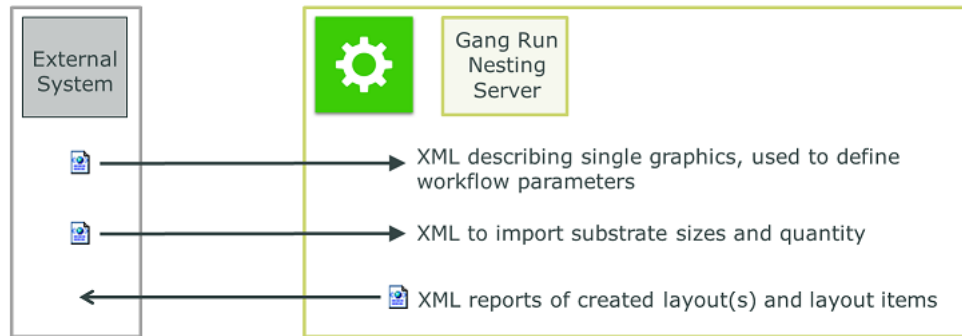 External
System
Gang Run
Nesting
Server
XML describing single graphics, used to define
workflow parameters
XML to import substrate sizes and quantity
XML reports of created layout(s) and layout items